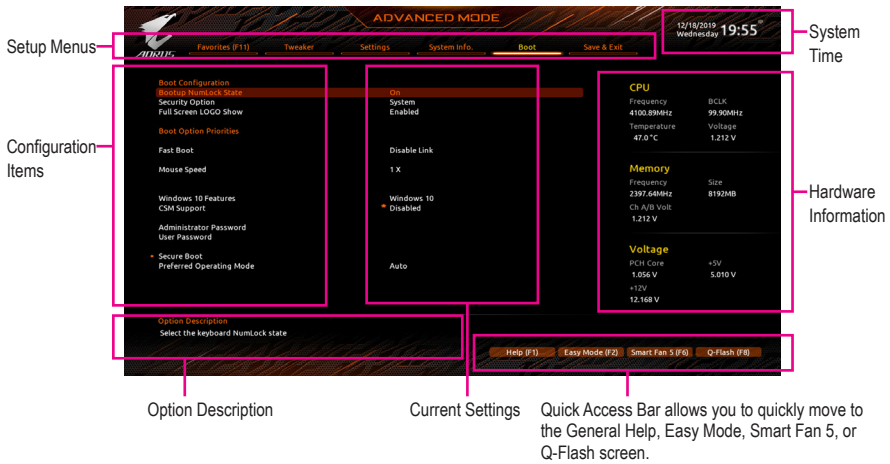 ADVANCED MODE
12/18/2019
Wednesday 19:55
System
Time
Setup Menus
AORUS
Favorites (F11) Tweaker Settings System Info. Boot Save & Exit
Boot Configuration
Bootup NumLock State On
Security Option System
Full Screen LOGO Show Enabled
Boot Option Priorities
Fast Boot Disable Link
Mouse Speed 1 X
Windows 10 Features Windows 10
CSM Support Disabled
Administrator Password
User Password
Secure Boot
Preferred Operating Mode Auto
Configuration
Items
CPU
Frequency BCLK
4100.89MHz 99.90MHz
Temperature Voltage
47.0 °C 1.212 V
Memory
Frequency Size
2397.64MHz 8192MB
Ch A/B Volt
1.212 V
Voltage
PCH Core +5V
1.056 V 5.010 V
+12V
12.168 V
Hardware
Information
Option Description
Select the keyboard NumLock state
Help (F1) Easy Mode (F2) Smart Fan 5 (F6) Q-Flash (F8)
Option Description
Current Settings
Quick Access Bar allows you to quickly move to
the General Help, Easy Mode, Smart Fan 5, or
Q-Flash screen.